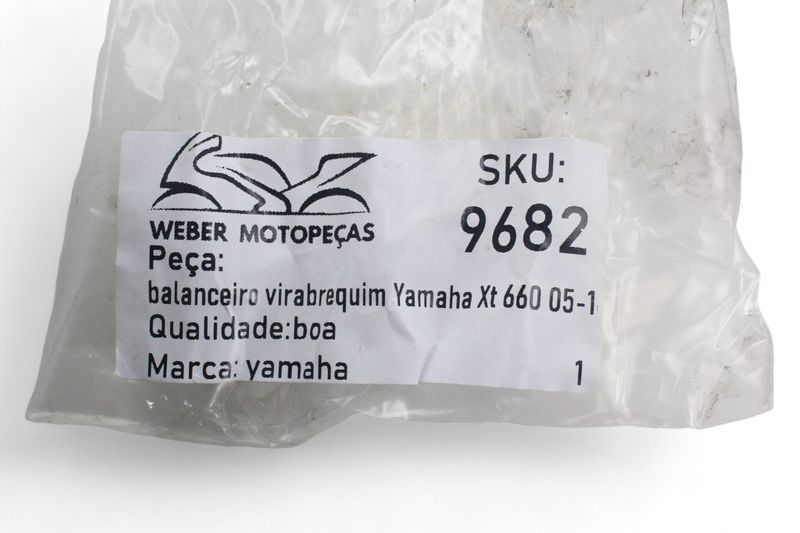 WEBER MOTOPEÇAS
SKU:
9682
Peça:
balanceiro virabrequim Yamaha Xt 660 05-1
Qualidade:boa
Marca: yamaha
1